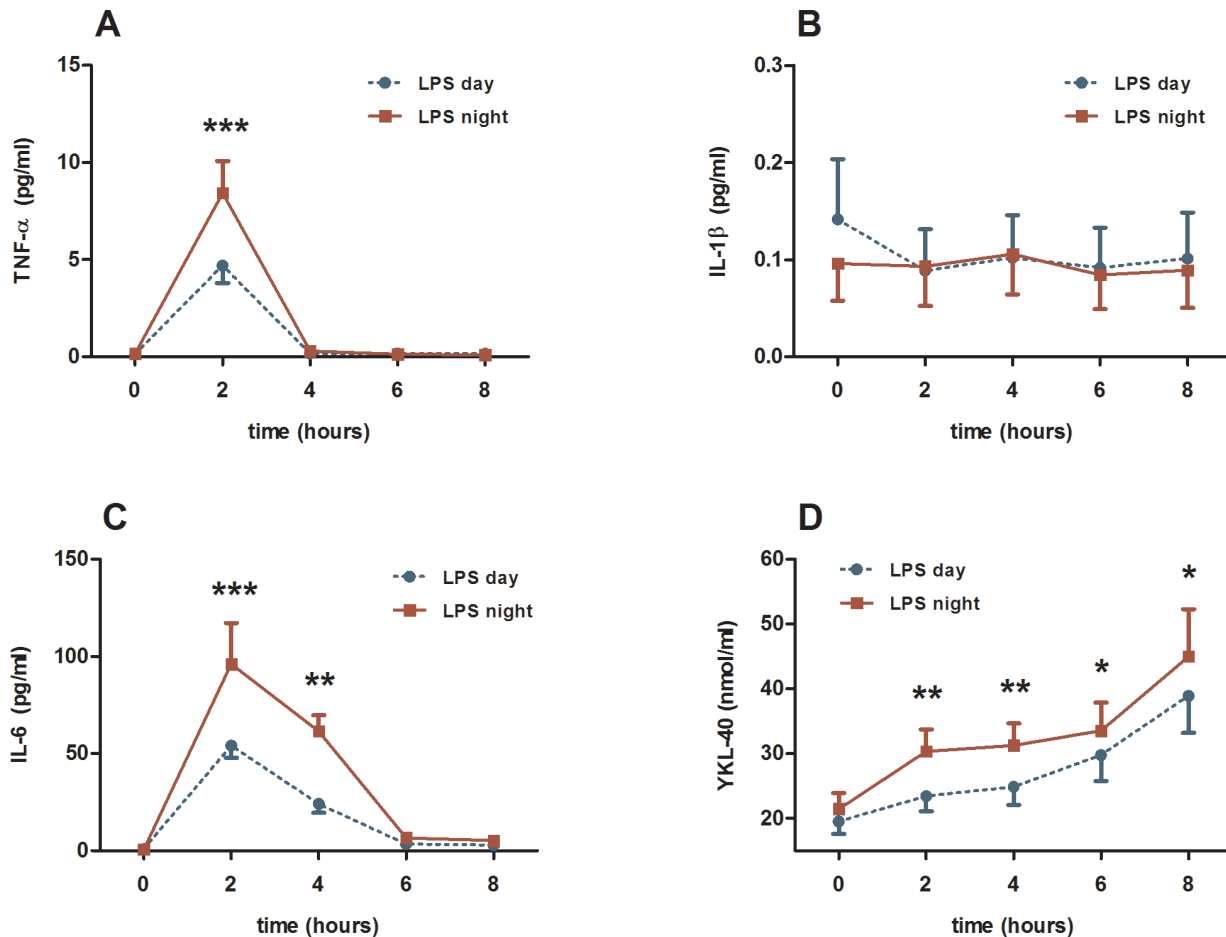 A
15
10
5
0
TNF-α (pg/ml)
LPS day
LPS night
***
0 2 4 6 8
time (hours)
B
0.3
0.2
0.1
0.0
IL-1β (pg/ml)
LPS day
LPS night
0 2 4 6 8
time (hours)
C
150
100
50
0
IL-6 (pg/ml)
LPS day
LPS night
***
**
0 2 4 6 8
time (hours)
D
60
50
40
30
20
YKL-40 (nmol/ml)
LPS day
LPS night
**
**
*
*
0 2 4 6 8
time (hours)